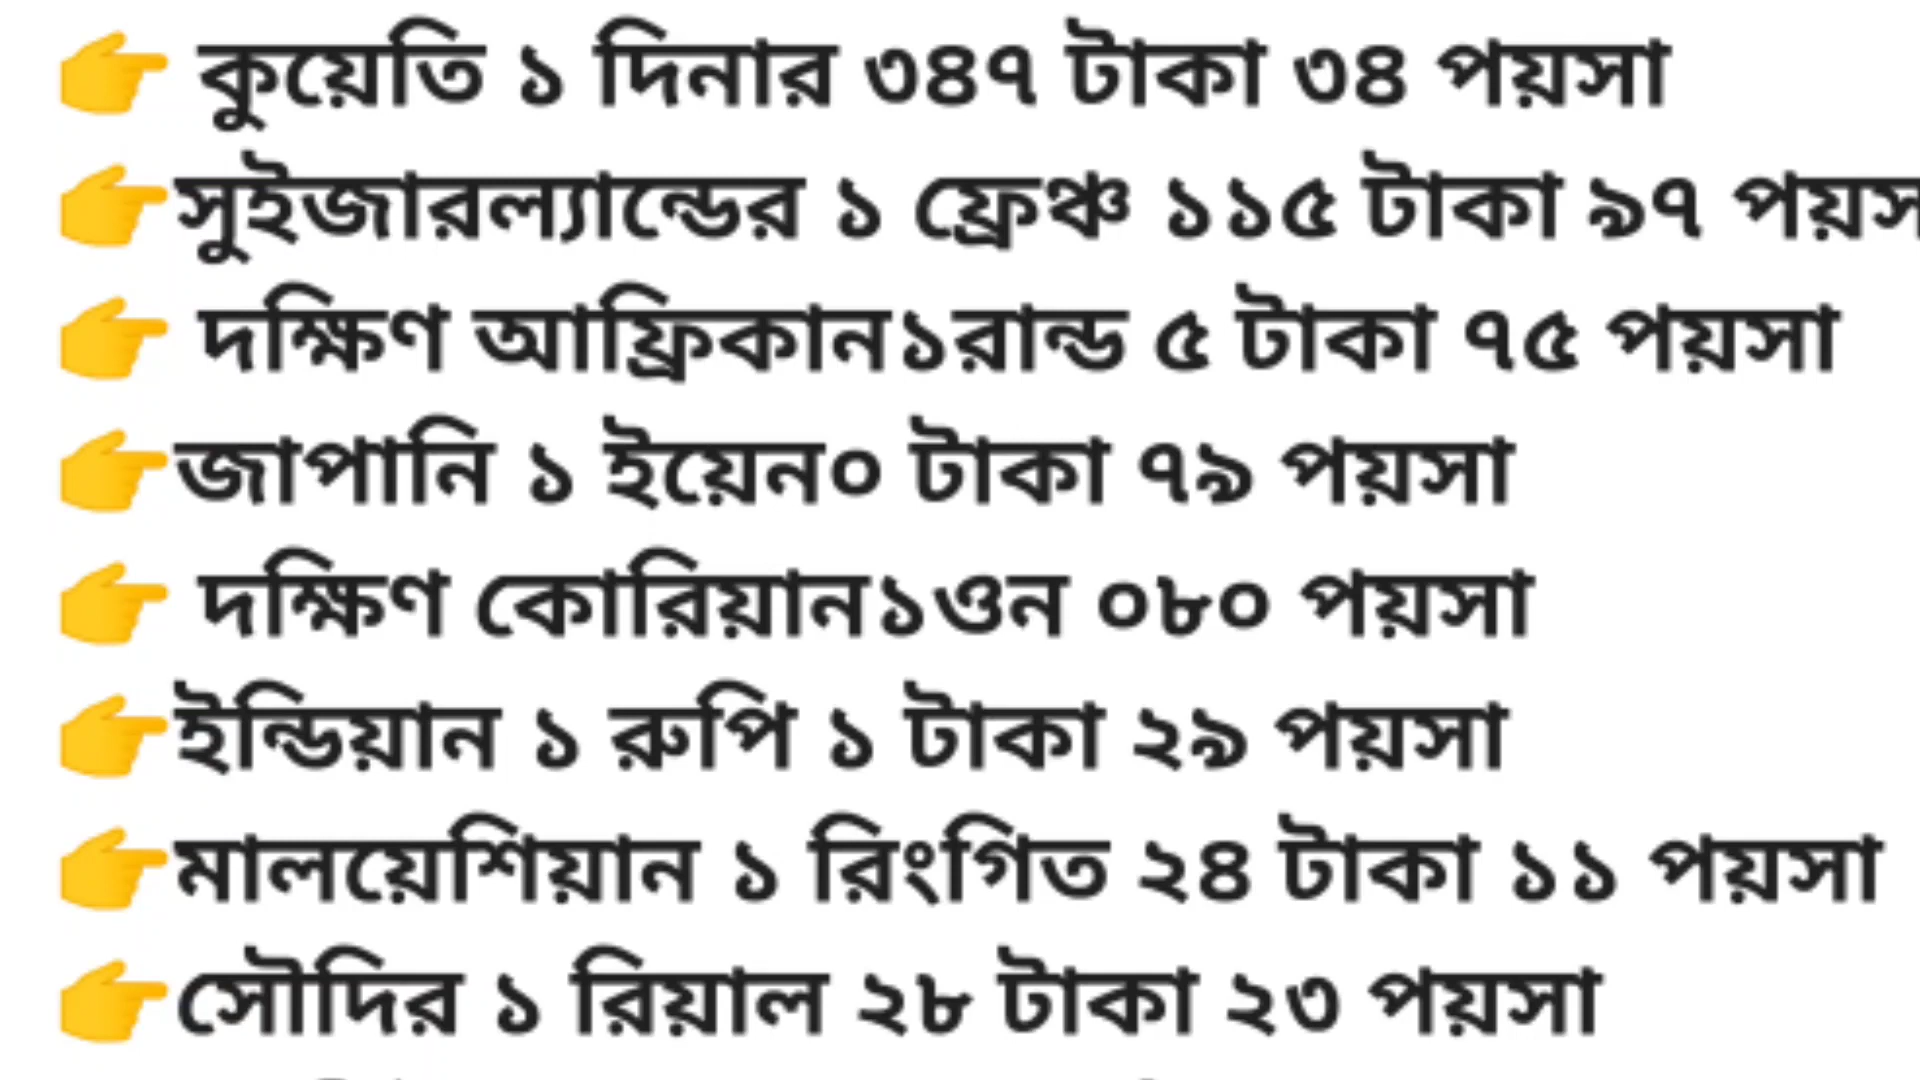 👉 কুয়েতি ১ দিনার ৩৪৭ টাকা ৩৪ পয়সা
👉সুইজারল্যান্ডের ১ ফ্রেঞ্চ ১১৫ টাকা ৯৭ পয়স
👉 দক্ষিণ আফ্রিকান১রান্ড ৫ টাকা ৭৫ পয়সা
👉জাপানি ১ ইয়েন০ টাকা ৭৯ পয়সা
👉 দক্ষিণ কোরিয়ান১ওন ০৮০ পয়সা
👉ইন্ডিয়ান ১ রুপি ১ টাকা ২৯ পয়সা
👉মালয়েশিয়ান ১ রিংগিত ২৪ টাকা ১১ পয়সা
👉সৌদির ১ রিয়াল ২৮ টাকা ২৩ পয়সা